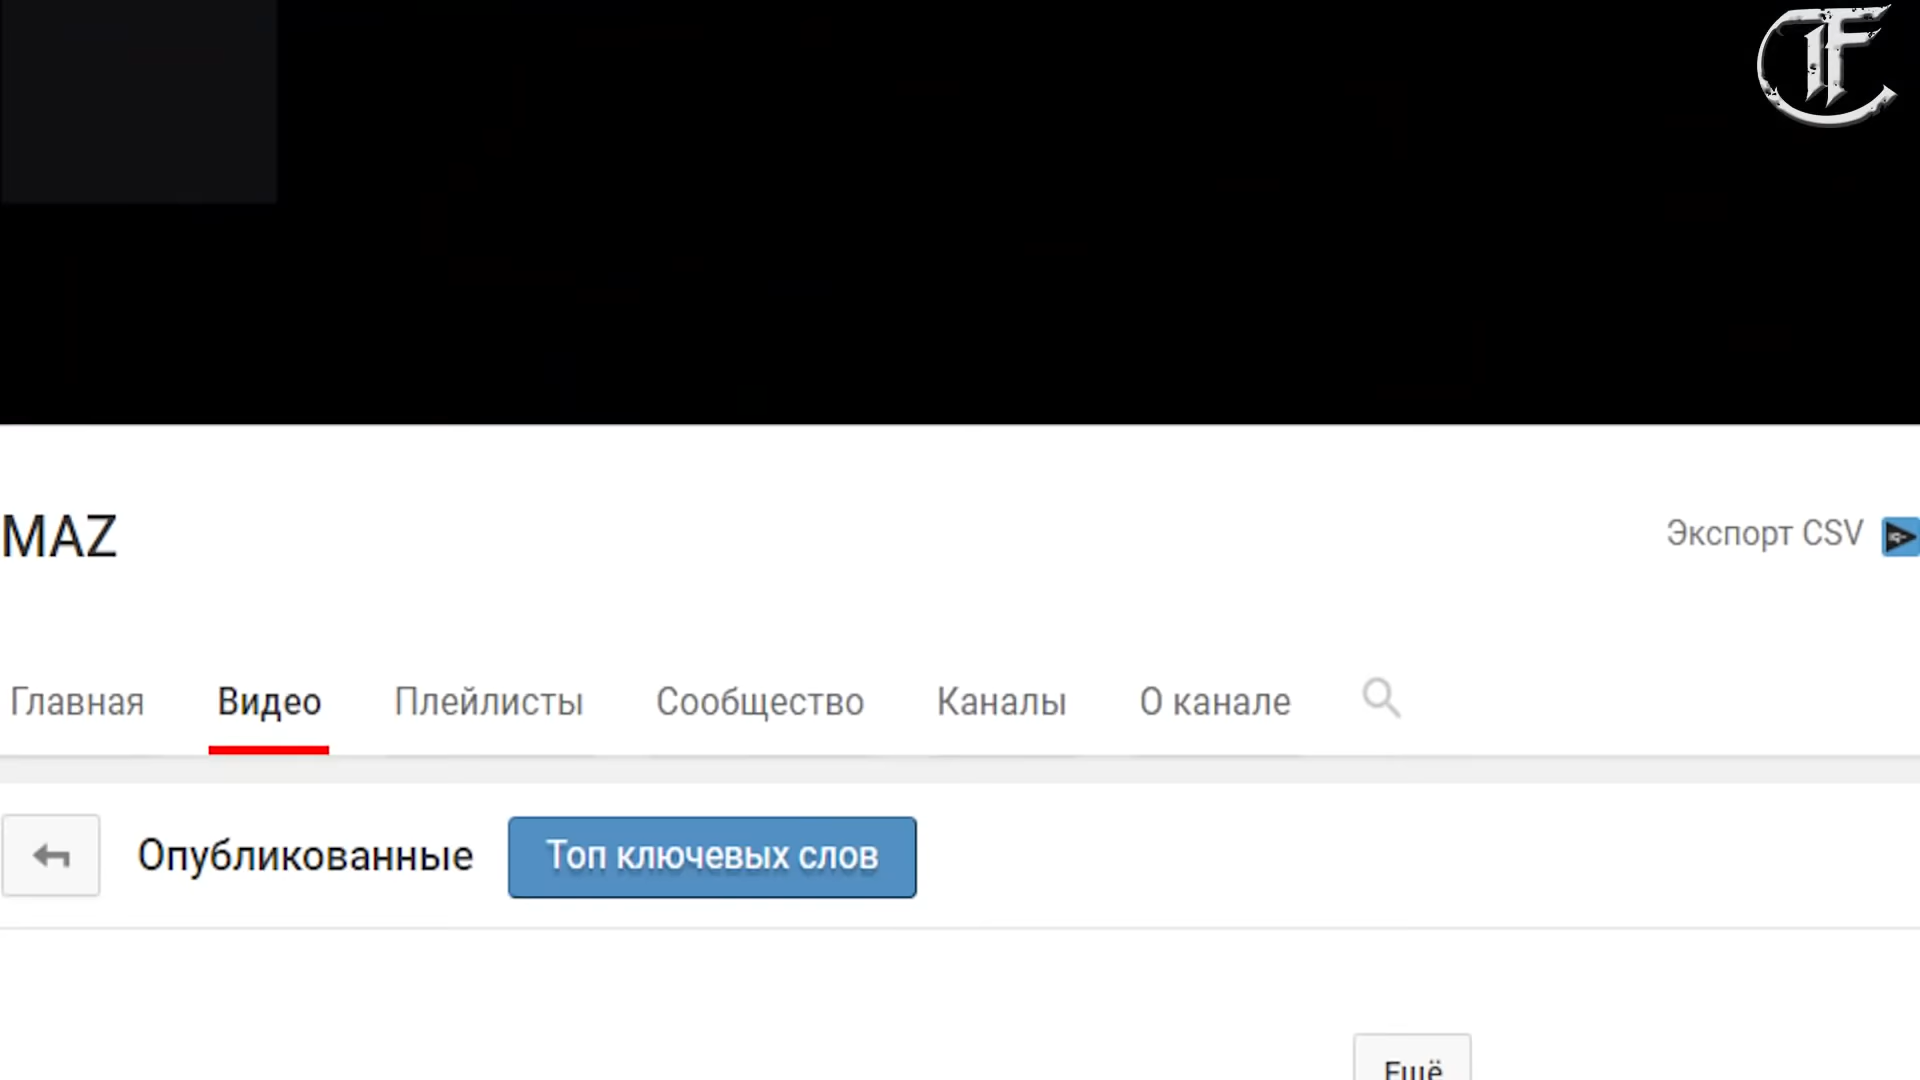 MAZ
Экспорт CSV
Главная Видео Плейлисты Сообщество Каналы О канале
Опубликованные Топ ключевых слов
Ещё